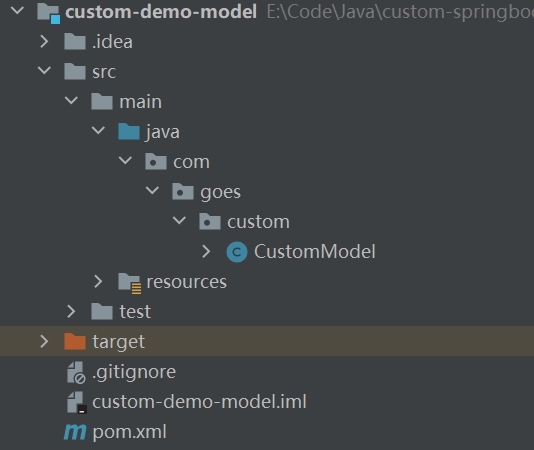 custom-demo-model E:\Code\Java\custom-springboo
.idea
src
main
java
com
goes
custom
C CustomModel
resources
test
target
.gitignore
custom-demo-model.iml
m pom.xml